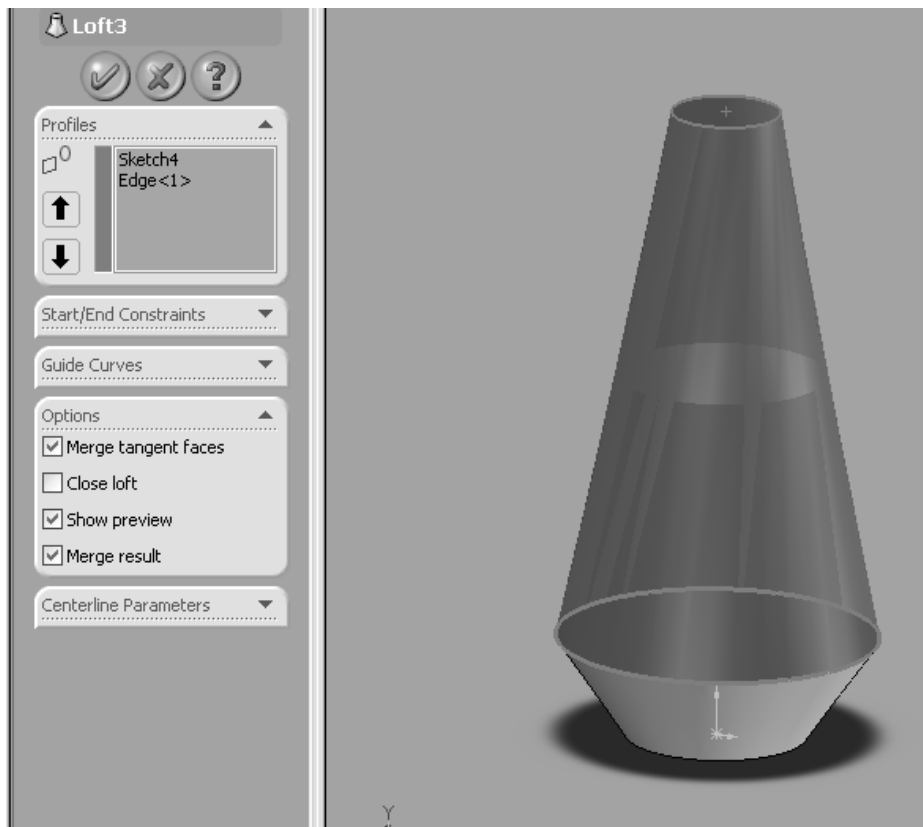 Loft3
?
Profiles
0
Sketch4
Edge<1>
Start/End Constraints
Guide Curves
Options
Merge tangent faces
Close loft
Show preview
Merge result
Centerline Parameters
Y